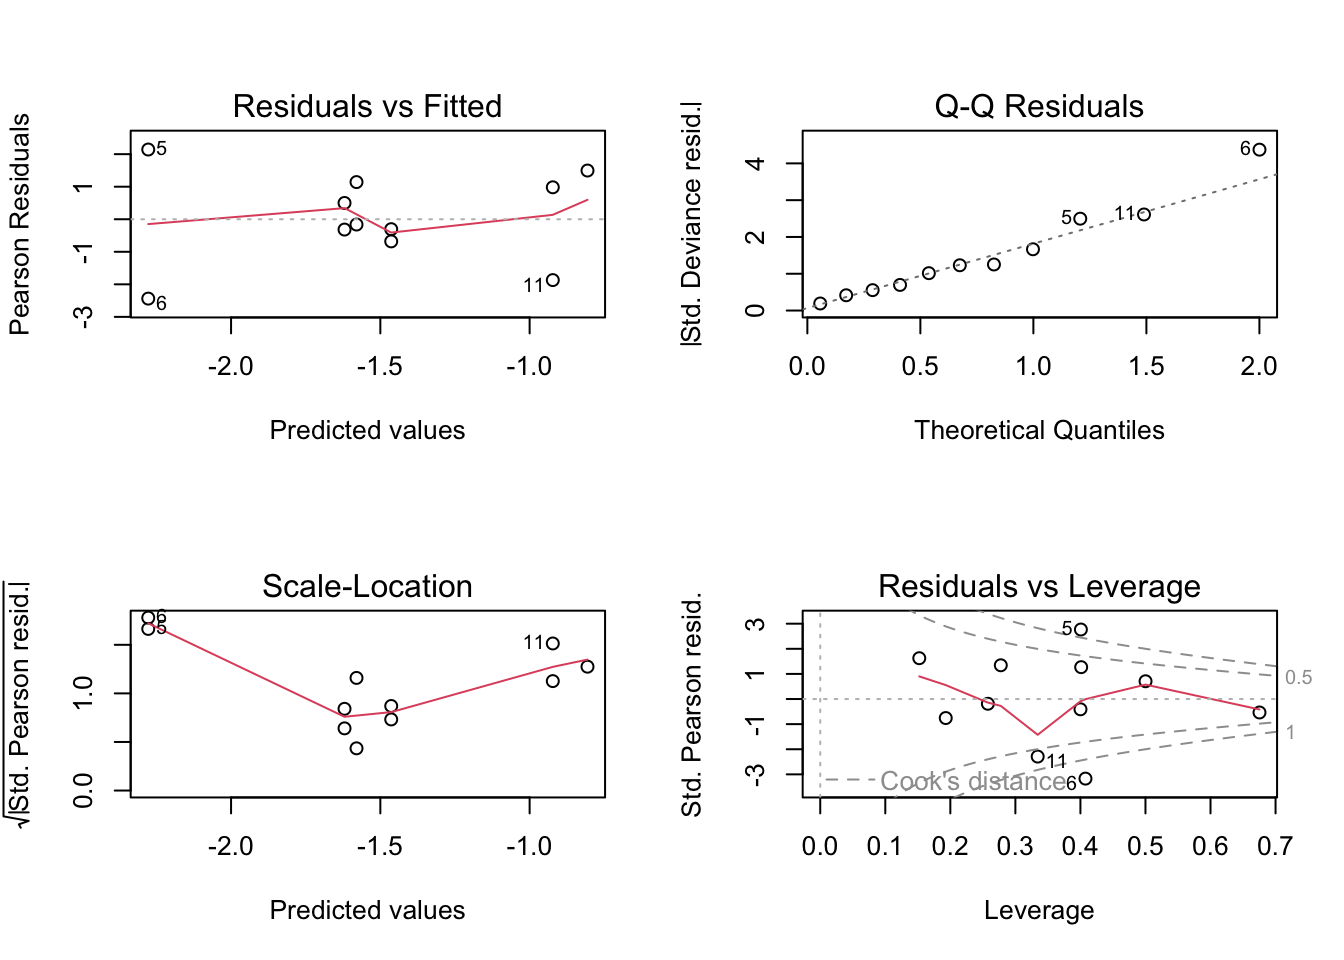 Residuals vs Fitted
Pearson Residuals
1
-1
-3
5
6
11
-2.0 -1.5 -1.0
Predicted values
Q-Q Residuals
|Std. Deviance resid.|
4
2
0
5
11
6
0.0 0.5 1.0 1.5 2.0
Theoretical Quantiles
Scale-Location
√|Std. Pearson resid.|
1.0
0.0
6
5
11
-2.0 -1.5 -1.0
Predicted values
Residuals vs Leverage
Std. Pearson resid.
3
1
-1
-3
5
11
6
Cook's distance
0.5
1
0.0 0.1 0.2 0.3 0.4 0.5 0.6 0.7
Leverage